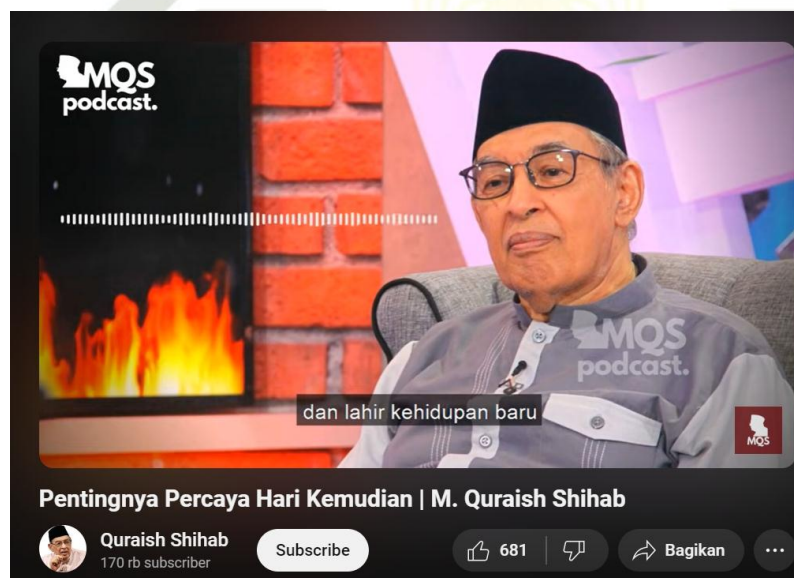 MQS
podcast.
MQS
podcast.
dan lahir kehidupan baru
MQS
Pentingnya Percaya Hari Kemudian | M. Quraish Shihab
Quraish Shihab
170 rb subscriber
Subscribe
681
Bagikan